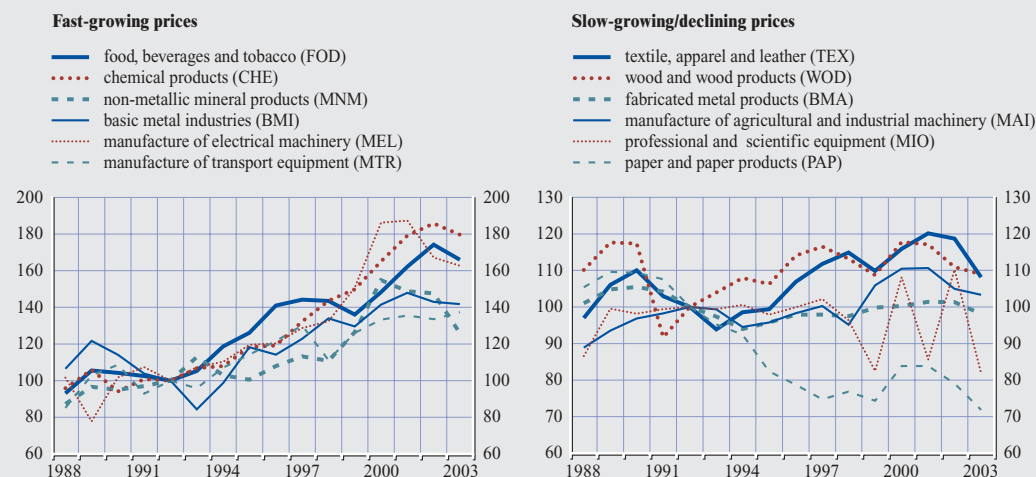 Fast-growing prices
food, beverages and tobacco (FOD)
chemical products (CHE)
non-metallic mineral products (MNM)
basic metal industries (BMI)
manufacture of electrical machinery (MEL)
manufacture of transport equipment (MTR)
200 200
180 180
160 160
140 140
120 120
100 100
80 80
60 60
1988 1991 1994 1997 2000 2003
Slow-growing/declining prices
textile, apparel and leather (TEX)
wood and wood products (WOD)
fabricated metal products (BMA)
manufacture of agricultural and industrial machinery (MAI)
professional and scientific equipment (MIO)
paper and paper products (PAP)
130 130
120 120
110 110
100 100
90 90
80 80
70 70
60 60
1988 1991 1994 1997 2000 2003